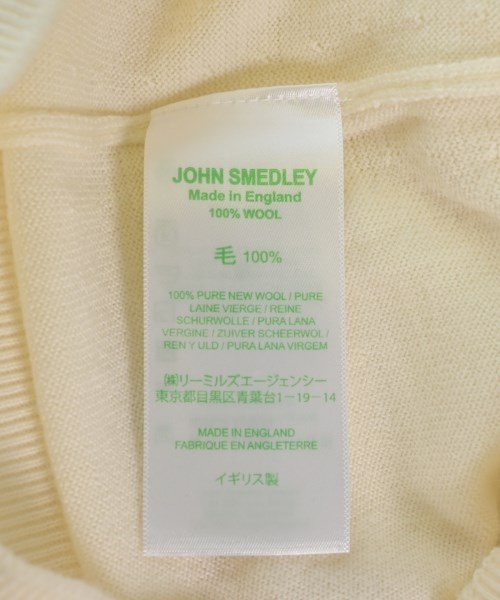 JOHN SMEDLEY
Made in England
100% WOOL
毛 100%
100% PURE NEW WOOL / PURE
LAINE VIERGE / REINE
SCHURWOLLE / PURA LANA
VERGINE / ZUIVER SCHEERWOL /
REN Y ULD / PURA LANA VIRGEM
㈱リーミルズエージェンシー
東京都目黒区青葉台1-19-14
MADE IN ENGLAND
FABRIQUE EN ANGLETERRE
イギリス製